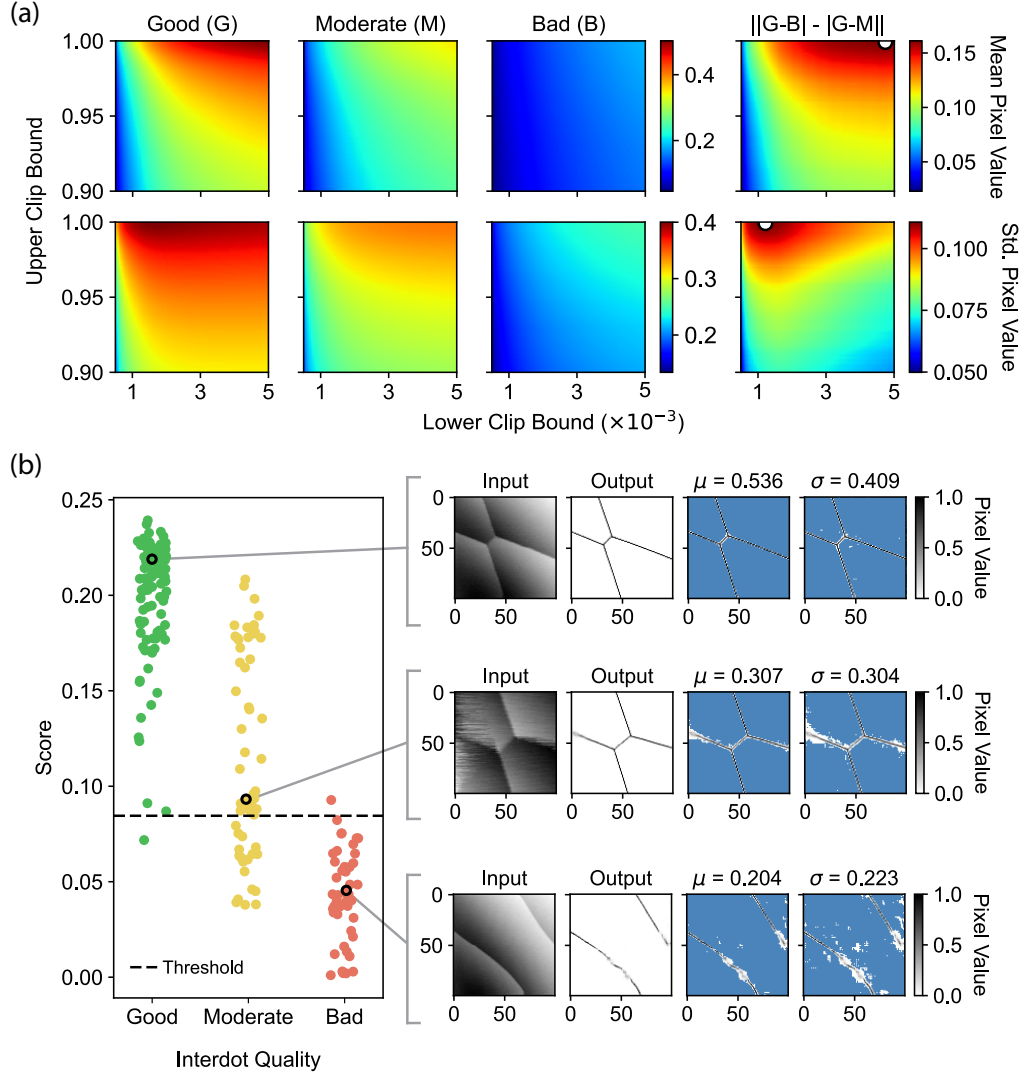 (a)
Good (G) Moderate (M) Bad (B) ||G-B| - |G-M||
1.00 0.95 0.90
Upper Clip Bound
0.4 0.2
0.15 0.10 0.05
Mean Pixel Value
1.00 0.95 0.90
0.4 0.3 0.2
0.100 0.075 0.050
Std. Pixel Value
1 3 5 1 3 5 1 3 5 1 3 5
Lower Clip Bound (×10⁻³)
(b)
0.25
0.20
0.15
0.10
0.05
0.00
Score
Threshold
Good Moderate Bad
Interdot Quality
Input Output μ = 0.536 σ = 0.409
0
50
0 50 0 50 0 50 0 50
1.0
0.5
0.0
Pixel Value
μ = 0.307 σ = 0.304
0
50
0 50 0 50 0 50 0 50
1.0
0.5
0.0
Pixel Value
Input Output μ = 0.204 σ = 0.223
0
50
0 50 0 50 0 50 0 50
1.0
0.5
0.0
Pixel Value